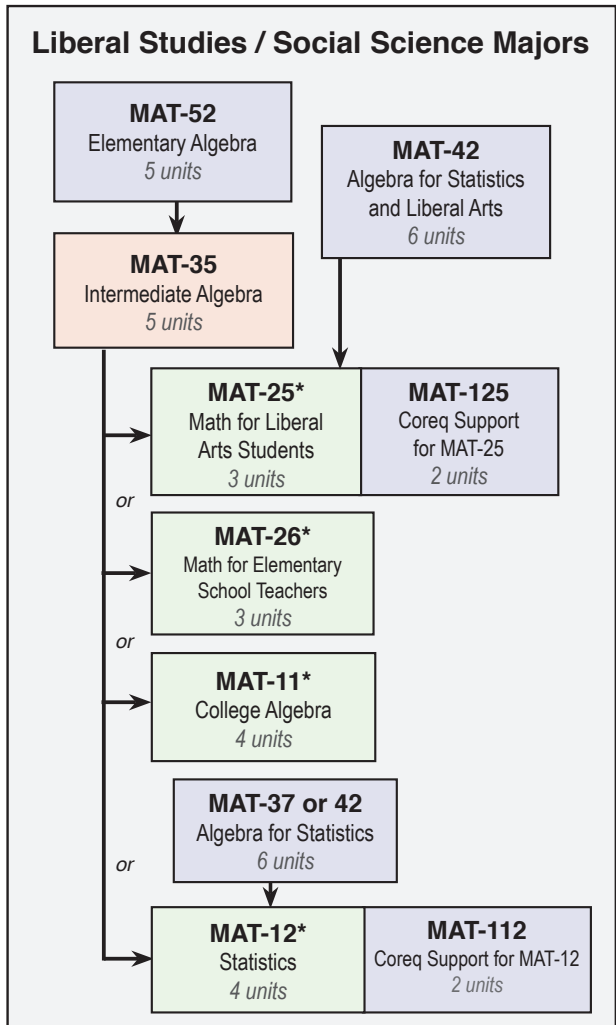 Liberal Studies / Social Science Majors
MAT-52
Elementary Algebra
5 units
MAT-42
Algebra for Statistics
and Liberal Arts
6 units
MAT-35
Intermediate Algebra
5 units
MAT-25*
Math for Liberal
Arts Students
3 units
MAT-125
Coreq Support
for MAT-25
2 units
or
MAT-26*
Math for Elementary
School Teachers
3 units
or
MAT-11*
College Algebra
4 units
MAT-37 or 42
Algebra for Statistics
6 units
or
MAT-12*
Statistics
4 units
MAT-112
Coreq Support for MAT-12
2 units